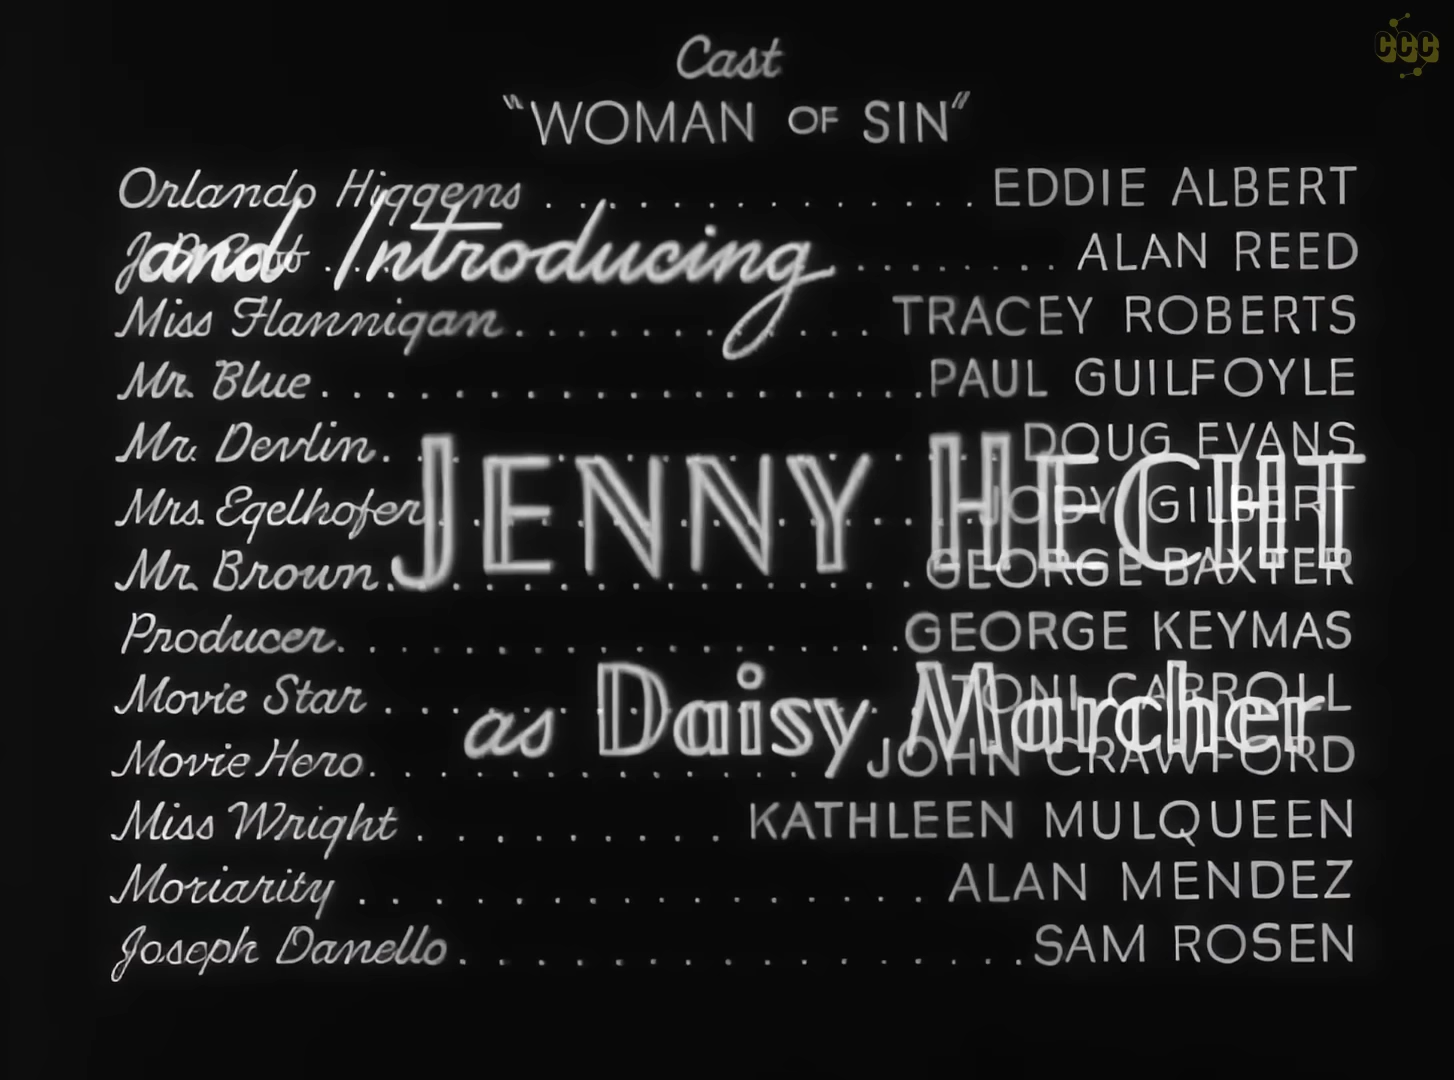 CCC
Cast
"WOMAN OF SIN"
Orlando Higgens . . . . . . . . . . . . . . EDDIE ALBERT
J. B. Cobb . . . . . . . . . ALAN REED
and Introducing
Miss Flannigan . . . . . . . . . . . TRACEY ROBERTS
Mr. Blue . . . . . . . . . . . . . . . . . . PAUL GUILFOYLE
Mr. Devlin . . . . DOUG EVANS
JENNY HECHT
Mrs. Egelhofer . . . . . . . . . . . . JODY GILBERT
Mr. Brown . . . . . . . . . . . . . GEORGE BAXTER
Producer . . . . . . . . . . . . . . . . . GEORGE KEYMAS
Movie Star . . . . . . TONI CARROLL
as Daisy Marcher
Movie Hero . . . . . . . . . . . . . JOHN CRAWFORD
Miss Wright . . . . . . . . . KATHLEEN MULQUEEN
Moriarity . . . . . . . . . . . . . . . . . ALAN MENDEZ
Joseph Danello . . . . . . . . . . . . . . . . . SAM ROSEN